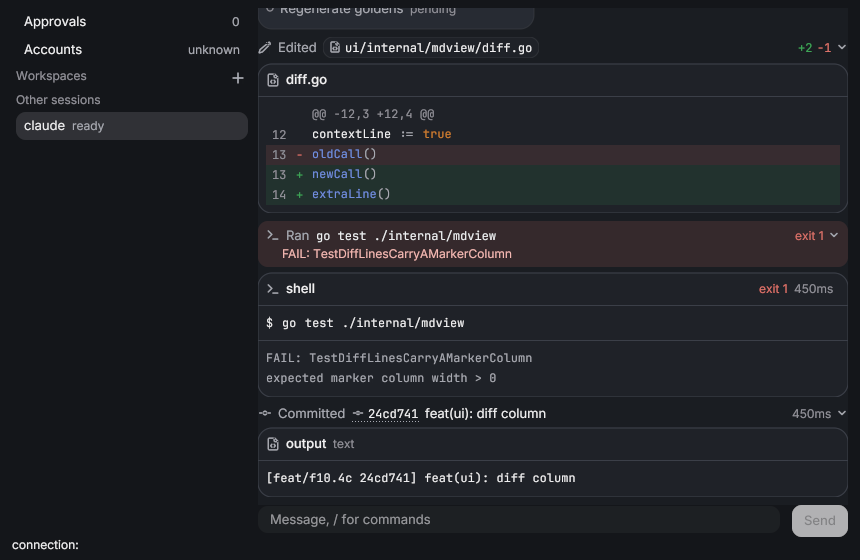 Approvals 0
Accounts unknown
Workspaces +
Other sessions
claude ready
connection:
Regenerate goldens pending
Edited ui/internal/mdview/diff.go +2 -1
diff.go
@@ -12,3 +12,4 @@
12 contextLine := true
13 - oldCall()
13 + newCall()
14 + extraLine()
Ran go test ./internal/mdview exit 1
FAIL: TestDiffLinesCarryAMarkerColumn
shell exit 1 450ms
$ go test ./internal/mdview
FAIL: TestDiffLinesCarryAMarkerColumn
expected marker column width > 0
Committed 24cd741 feat(ui): diff column 450ms
output text
[feat/f10.4c 24cd741] feat(ui): diff column
Message, / for commands
Send